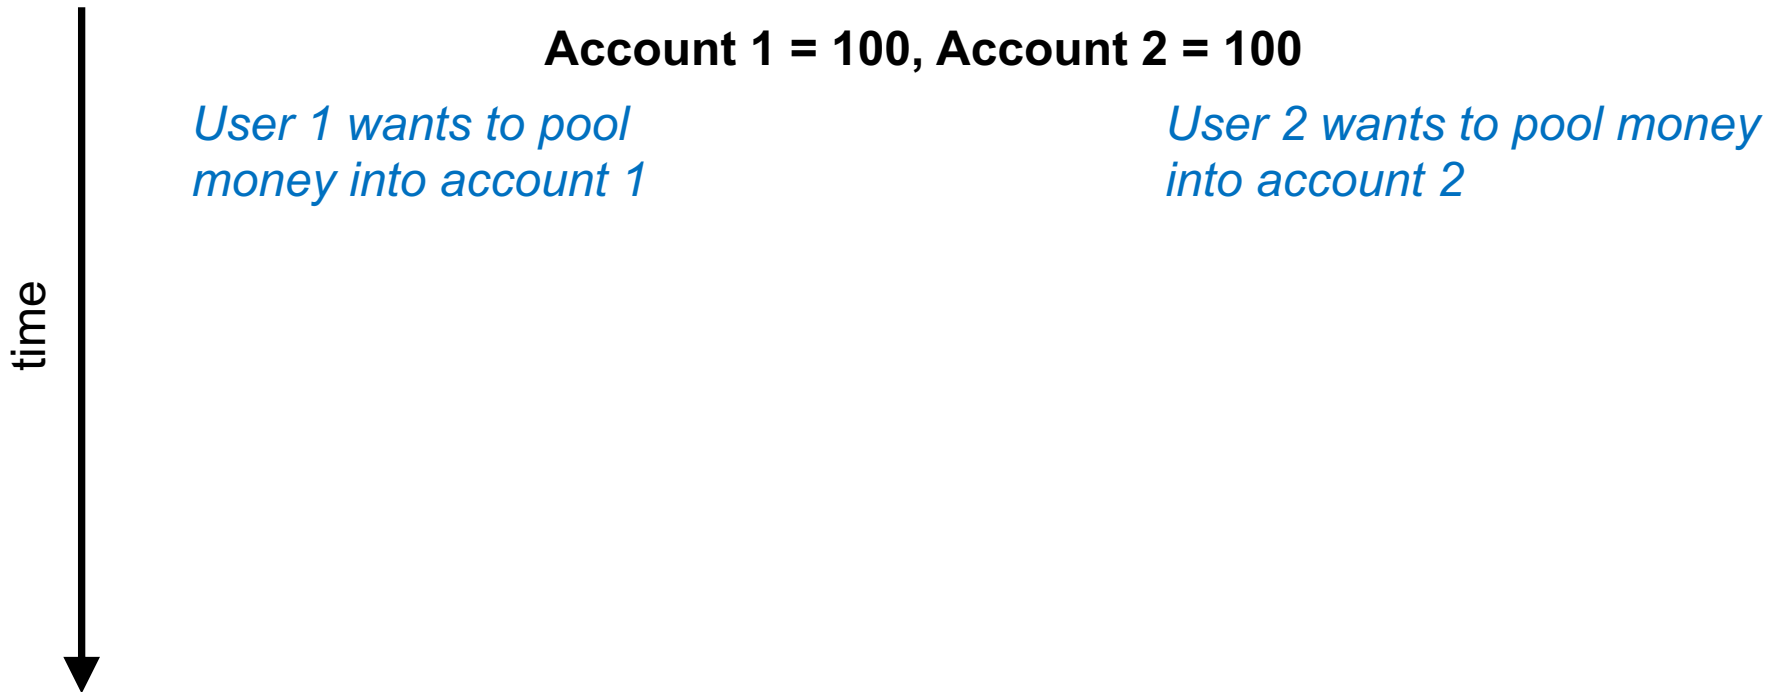 Account 1 = 100, Account 2 = 100
User 1 wants to pool
money into account 1
User 2 wants to pool money
into account 2
time